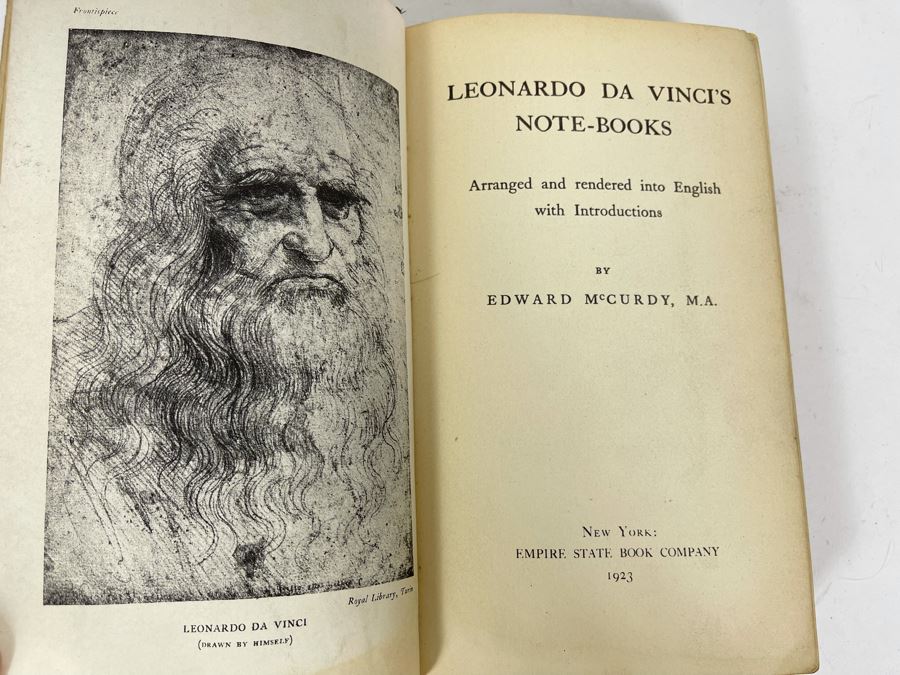 Frontispiece
Royal Library, Turin
LEONARDO DA VINCI
(DRAWN BY HIMSELF)
LEONARDO DA VINCI'S
NOTE-BOOKS
Arranged and rendered into English
with Introductions
BY
EDWARD McCURDY, M.A.
NEW YORK:
EMPIRE STATE BOOK COMPANY
1923